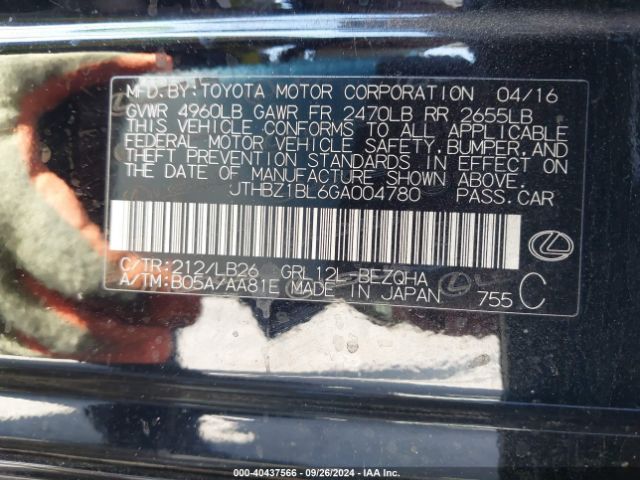 MFD.BY:TOYOTA MOTOR CORPORATION 04/16
GVWR 4960LB GAWR FR 2470LB RR 2655LB
THIS VEHICLE CONFORMS TO ALL APPLICABLE
FEDERAL MOTOR VEHICLE SAFETY,BUMPER,AND
THEFT PREVENTION STANDARDS IN EFFECT ON
THE DATE OF MANUFACTURE SHOWN ABOVE.
JTHBZ1BL6GA004780 PASS.CAR
C/TR:212/LB26 GRL12L-BEZQHA
A/TM:B05A/AA81E MADE IN JAPAN 755 C
000-40437566 - 09/26/2024 - IAA Inc.